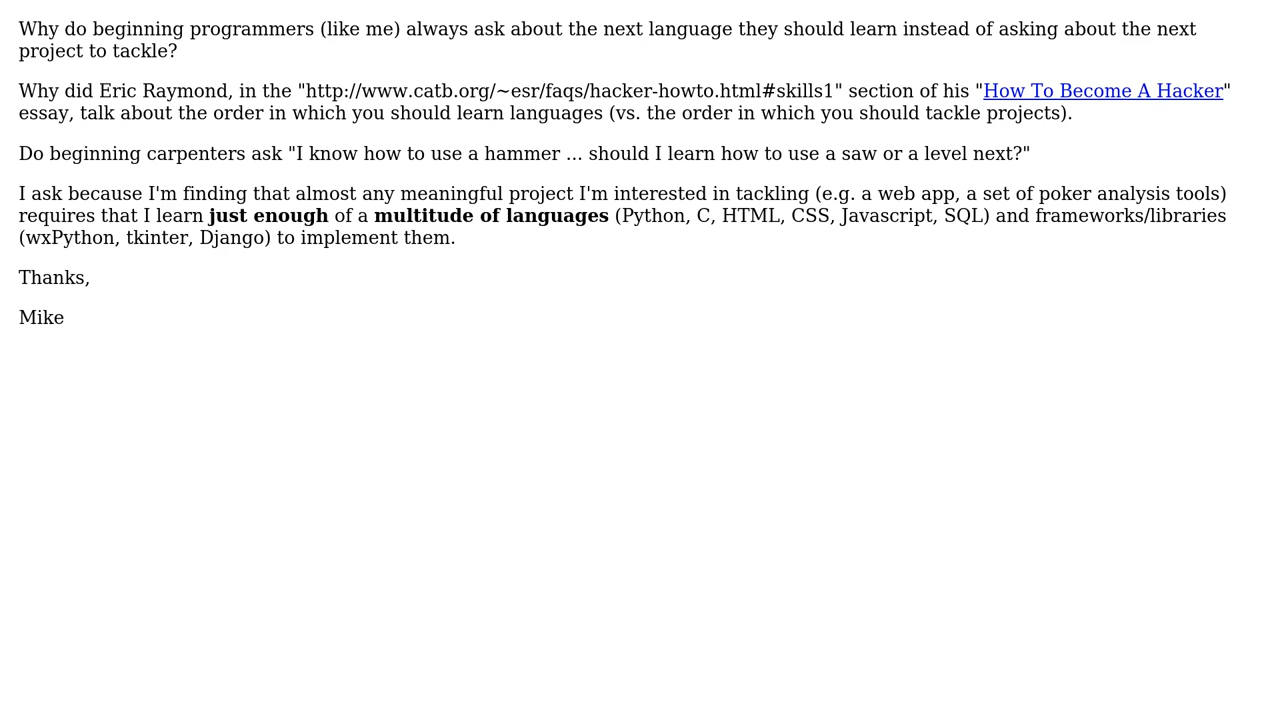 Why do beginning programmers (like me) always ask about the next language they should learn instead of asking about the next
project to tackle?
Why did Eric Raymond, in the "http://www.catb.org/~esr/faqs/hacker-howto.html#skills1" section of his "How To Become A Hacker"
essay, talk about the order in which you should learn languages (vs. the order in which you should tackle projects).
Do beginning carpenters ask "I know how to use a hammer ... should I learn how to use a saw or a level next?"
I ask because I'm finding that almost any meaningful project I'm interested in tackling (e.g. a web app, a set of poker analysis tools)
requires that I learn just enough of a multitude of languages (Python, C, HTML, CSS, Javascript, SQL) and frameworks/libraries
(wxPython, tkinter, Django) to implement them.
Thanks,
Mike